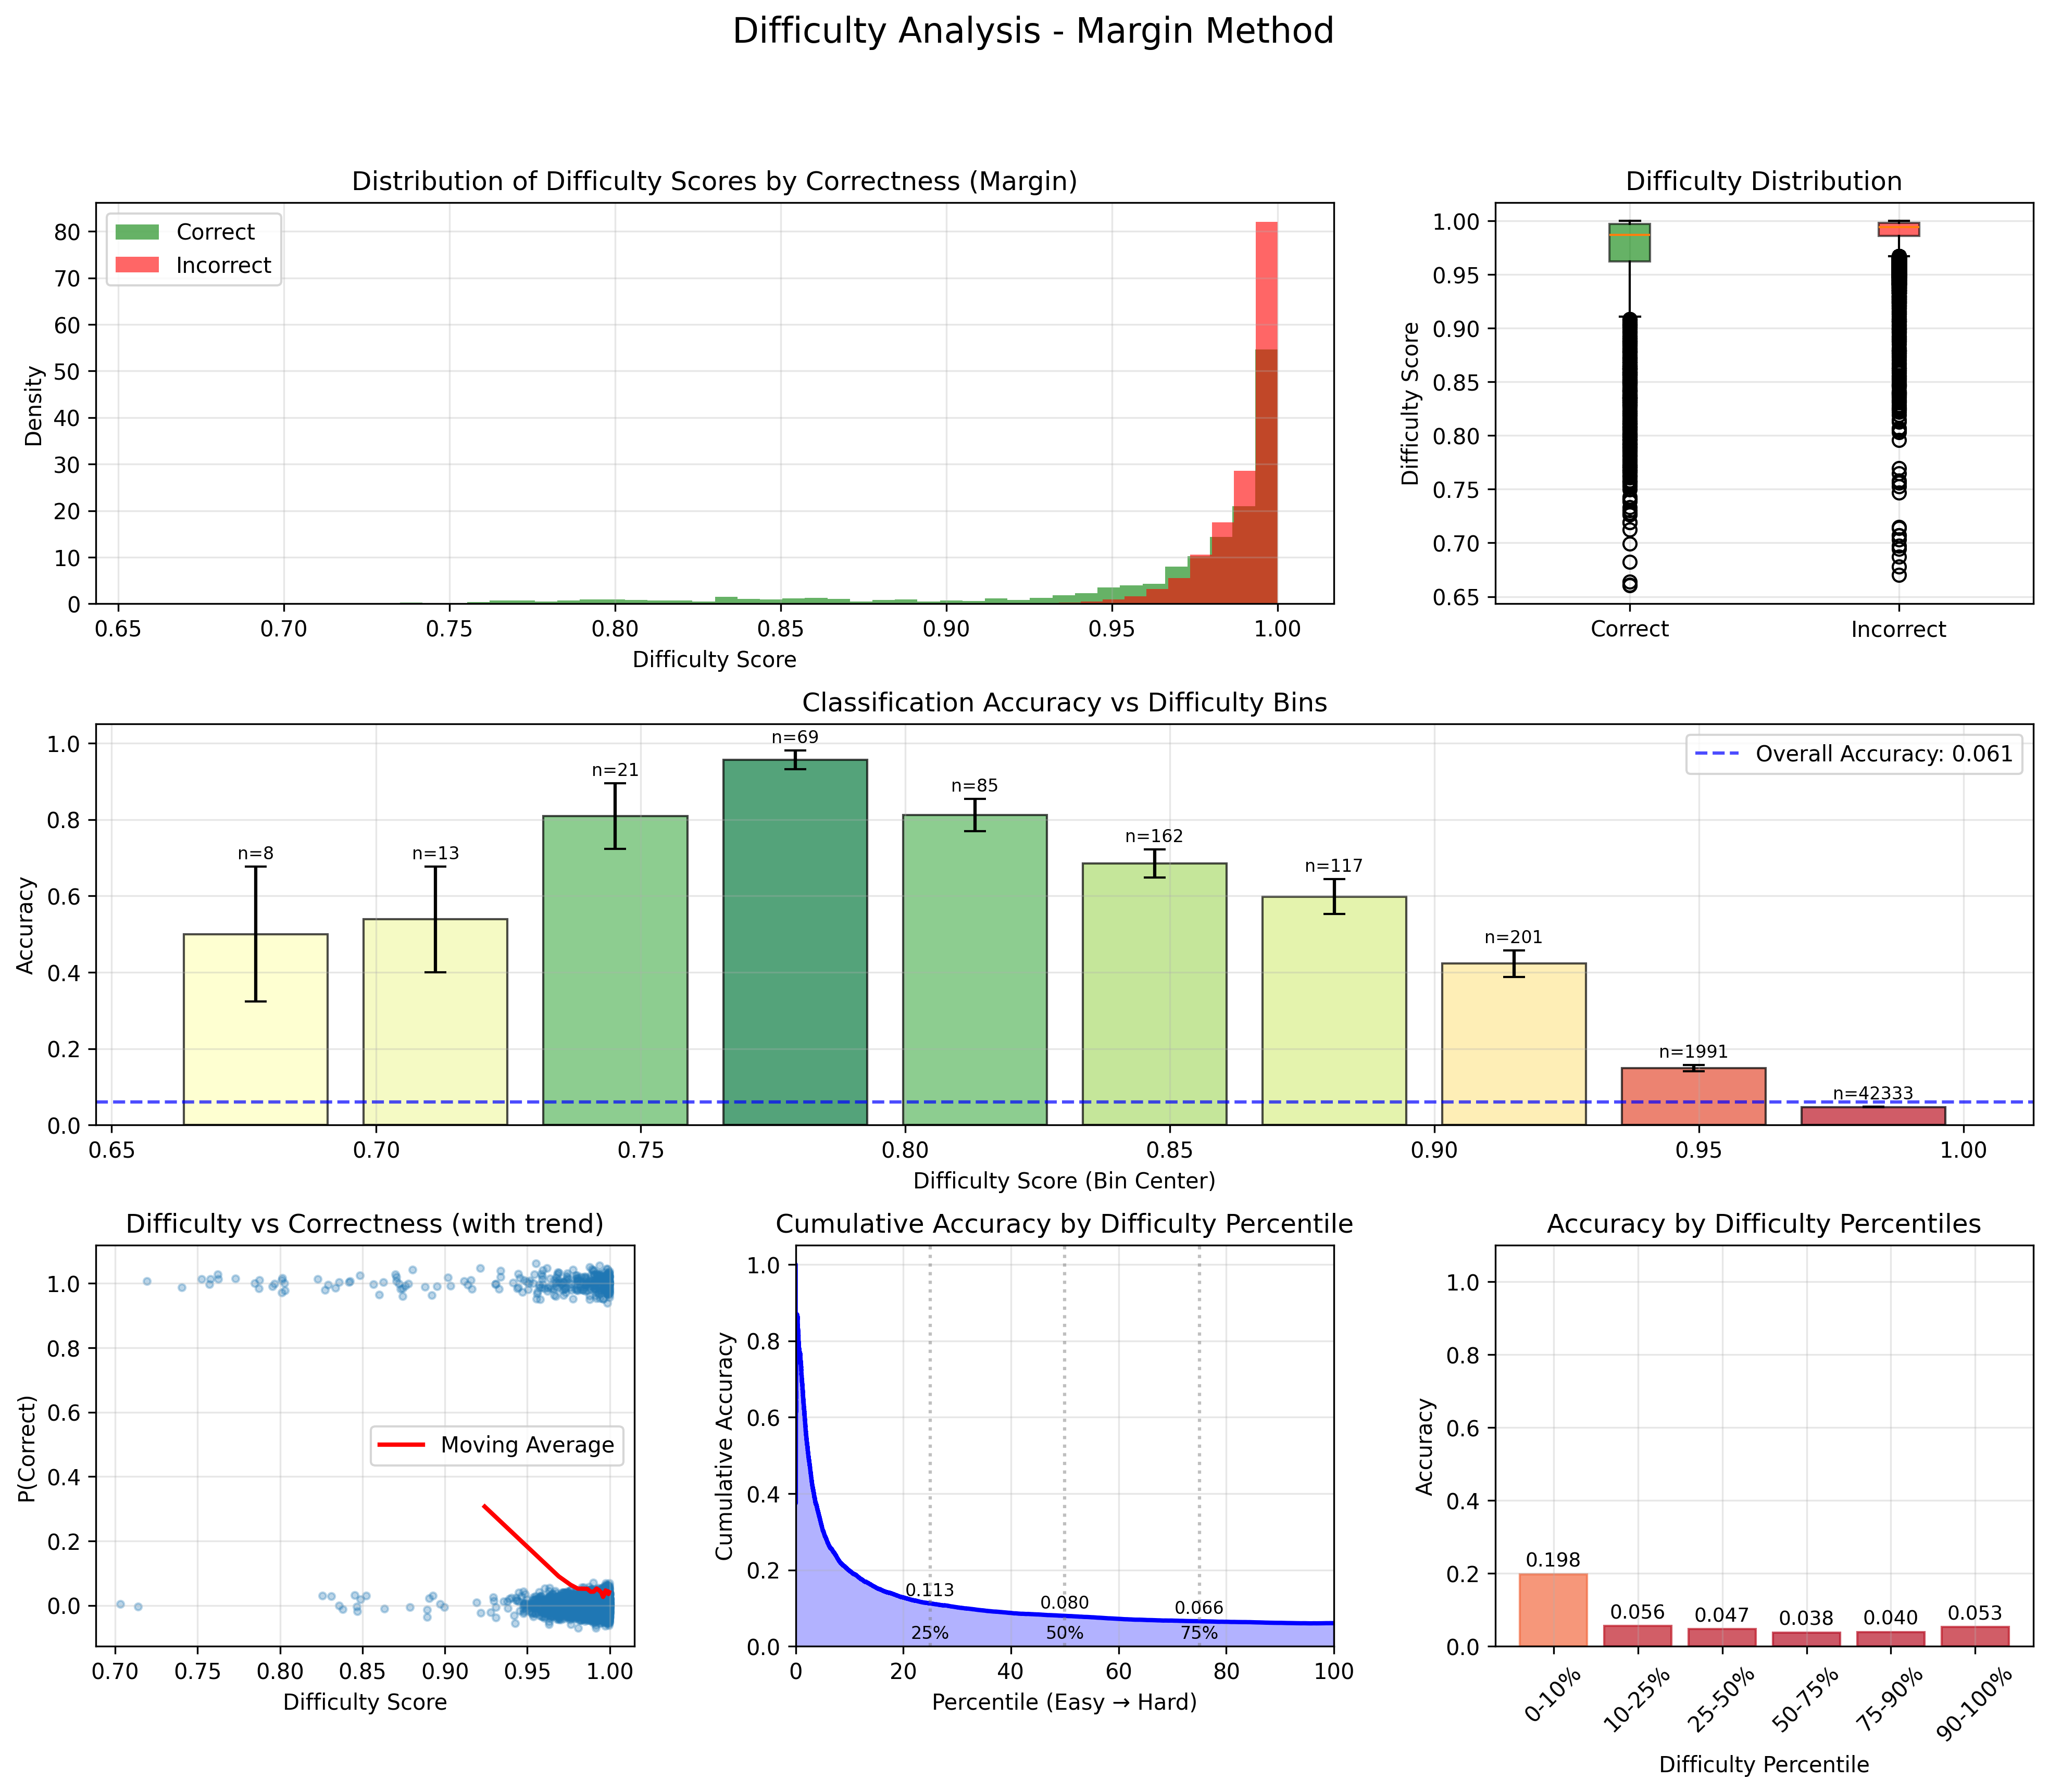 Difficulty Analysis - Margin Method
Distribution of Difficulty Scores by Correctness (Margin)
Correct
Incorrect
Density
80
70
60
50
40
30
20
10
0
0.65 0.70 0.75 0.80 0.85 0.90 0.95 1.00
Difficulty Score
Difficulty Distribution
Difficulty Score
1.00
0.95
0.90
0.85
0.80
0.75
0.70
0.65
Correct Incorrect
Classification Accuracy vs Difficulty Bins
Overall Accuracy: 0.061
Accuracy
1.0
0.8
0.6
0.4
0.2
0.0
n=8
n=13
n=21
n=69
n=85
n=162
n=117
n=201
n=1991
n=42333
0.65 0.70 0.75 0.80 0.85 0.90 0.95 1.00
Difficulty Score (Bin Center)
Difficulty vs Correctness (with trend)
P(Correct)
1.0
0.8
0.6
0.4
0.2
0.0
Moving Average
0.70 0.75 0.80 0.85 0.90 0.95 1.00
Difficulty Score
Cumulative Accuracy by Difficulty Percentile
Cumulative Accuracy
1.0
0.8
0.6
0.4
0.2
0.0
0.113
0.080
0.066
25%
50%
75%
0 20 40 60 80 100
Percentile (Easy → Hard)
Accuracy by Difficulty Percentiles
Accuracy
1.0
0.8
0.6
0.4
0.2
0.0
0.198
0.056
0.047
0.038
0.040
0.053
0-10%
10-25%
25-50%
50-75%
75-90%
90-100%
Difficulty Percentile